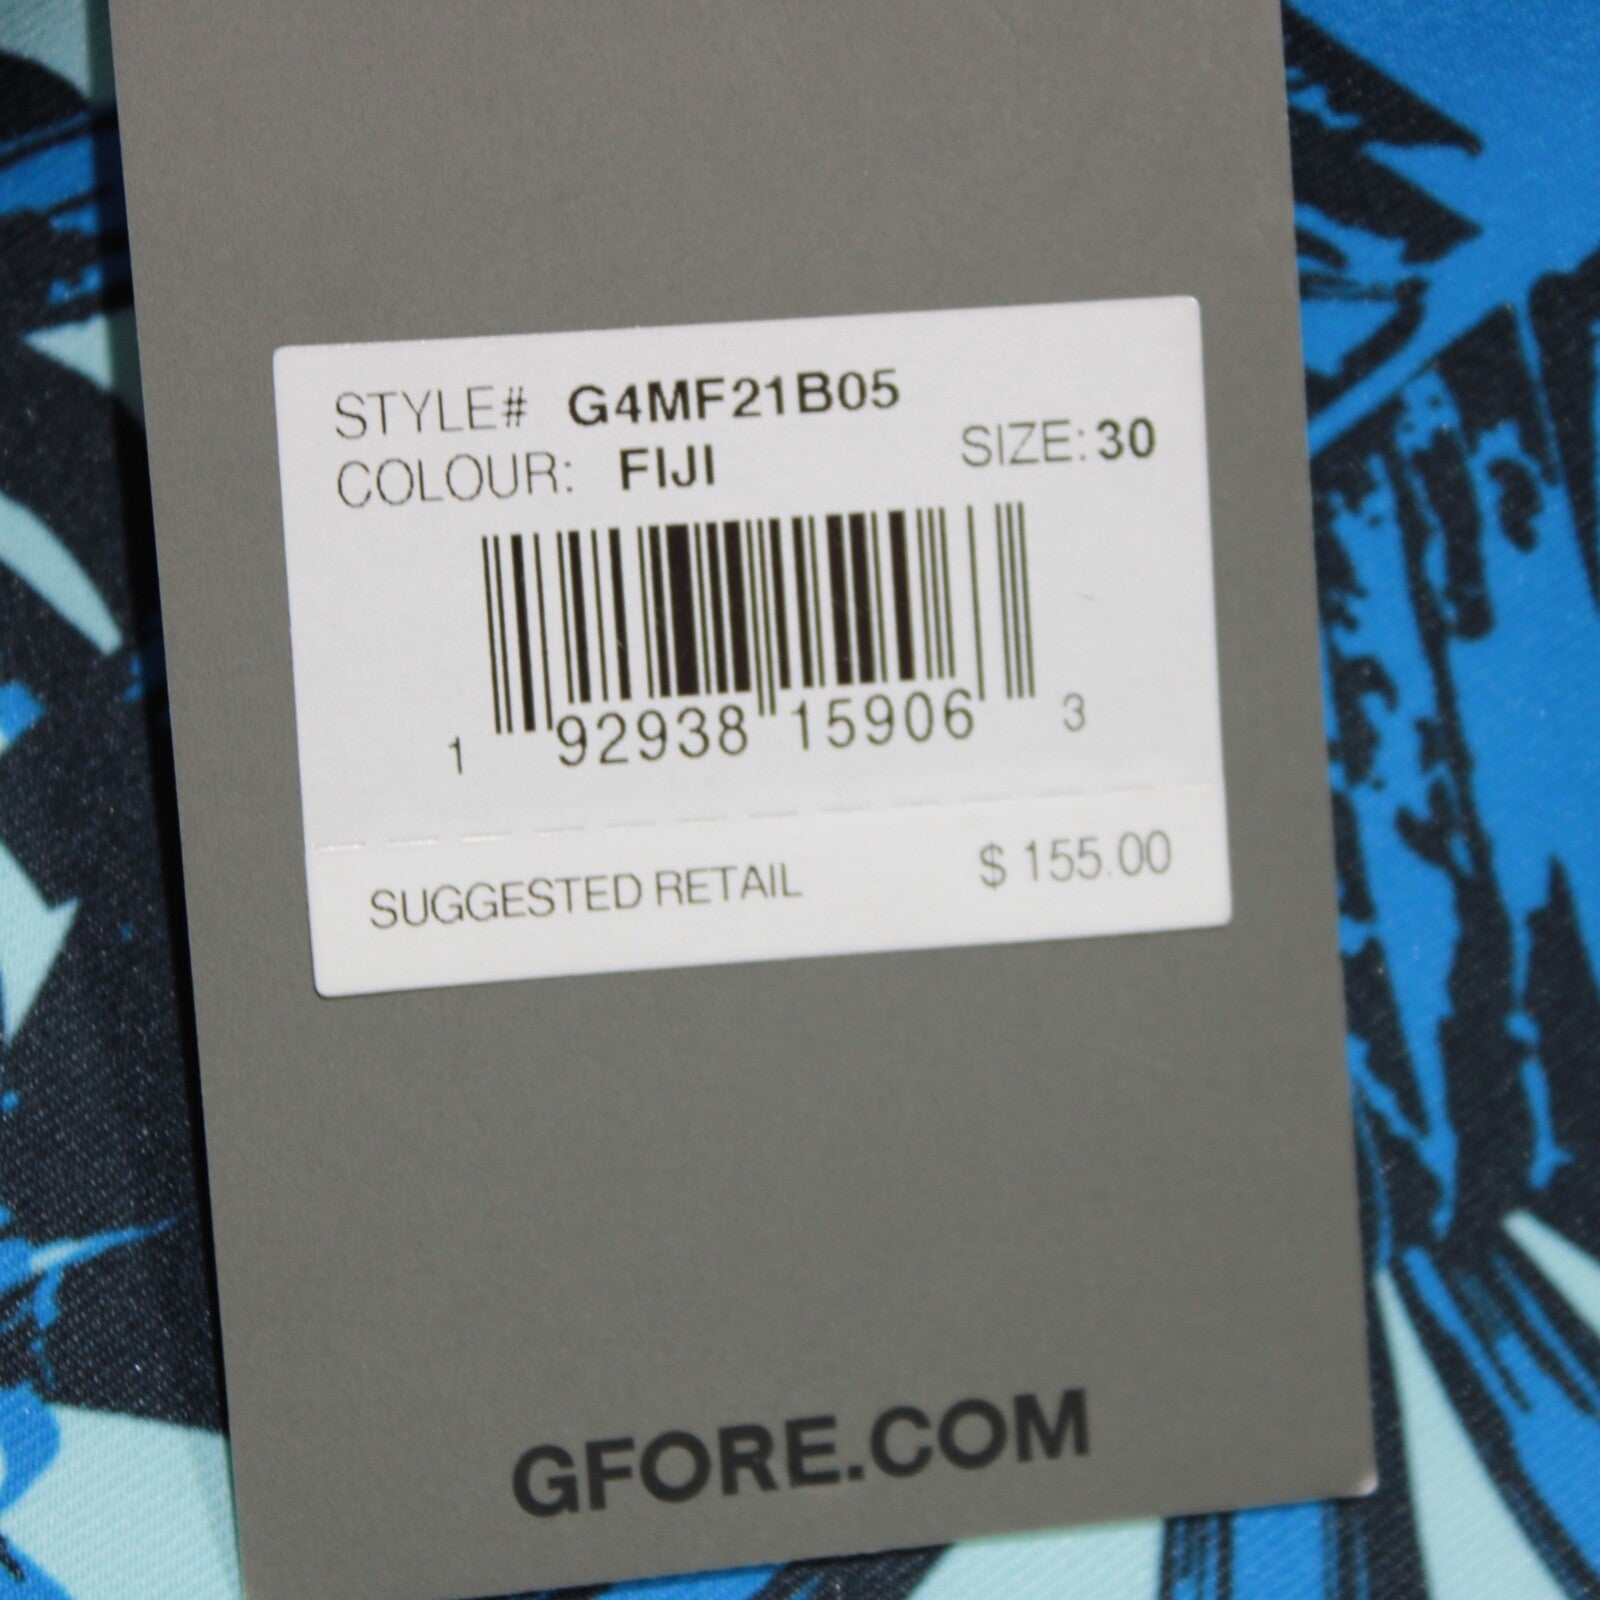 STYLE# G4MF21B05
COLOUR: FIJI SIZE: 30
1 92938 15906 3
SUGGESTED RETAIL $ 155.00
GFORE.COM